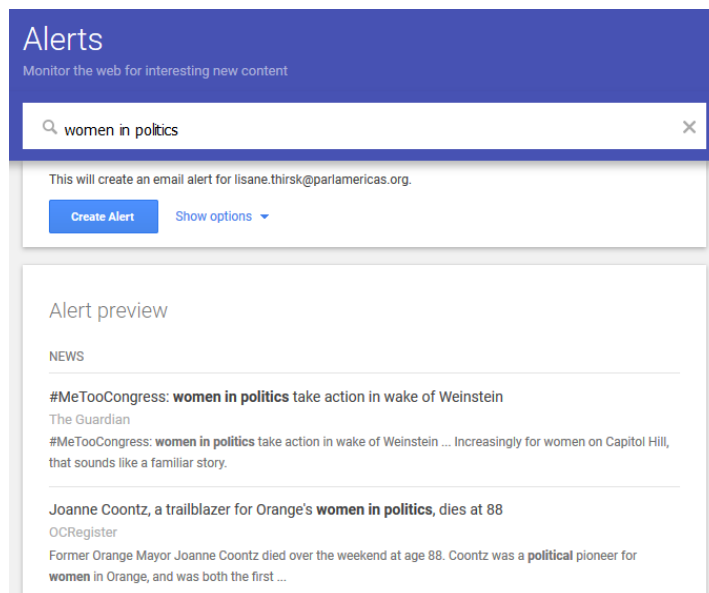 Alerts
Monitor the web for interesting new content
women in politics
This will create an email alert for lisane.thirsk@parlamericas.org.
Create Alert
Show options
Alert preview
NEWS
#MeTooCongress: women in politics take action in wake of Weinstein
The Guardian
#MeTooCongress: women in politics take action in wake of Weinstein ... Increasingly for women on Capitol Hill,
that sounds like a familiar story.
Joanne Coontz, a trailblazer for Orange's women in politics, dies at 88
OCRegister
Former Orange Mayor Joanne Coontz died over the weekend at age 88. Coontz was a political pioneer for
women in Orange, and was both the first ...